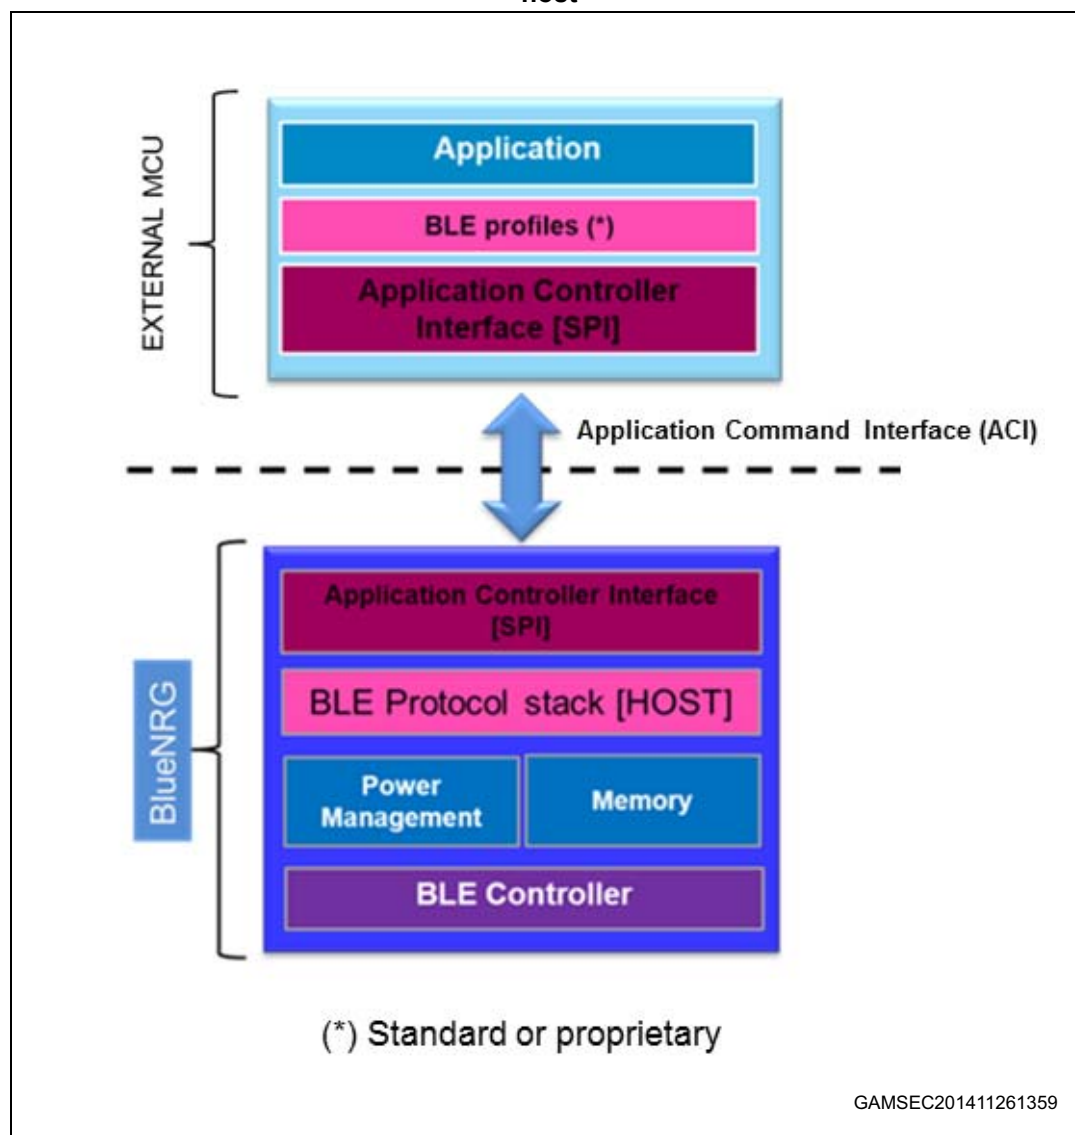 EXTERNAL MCU
Application
BLE profiles (*)
Application Controller
Interface [SPI]
Application Command Interface (ACI)
BlueNRG
Application Controller Interface
[SPI]
BLE Protocol stack [HOST]
Power
Management
Memory
BLE Controller
(*) Standard or proprietary
GAMSEC201411261359